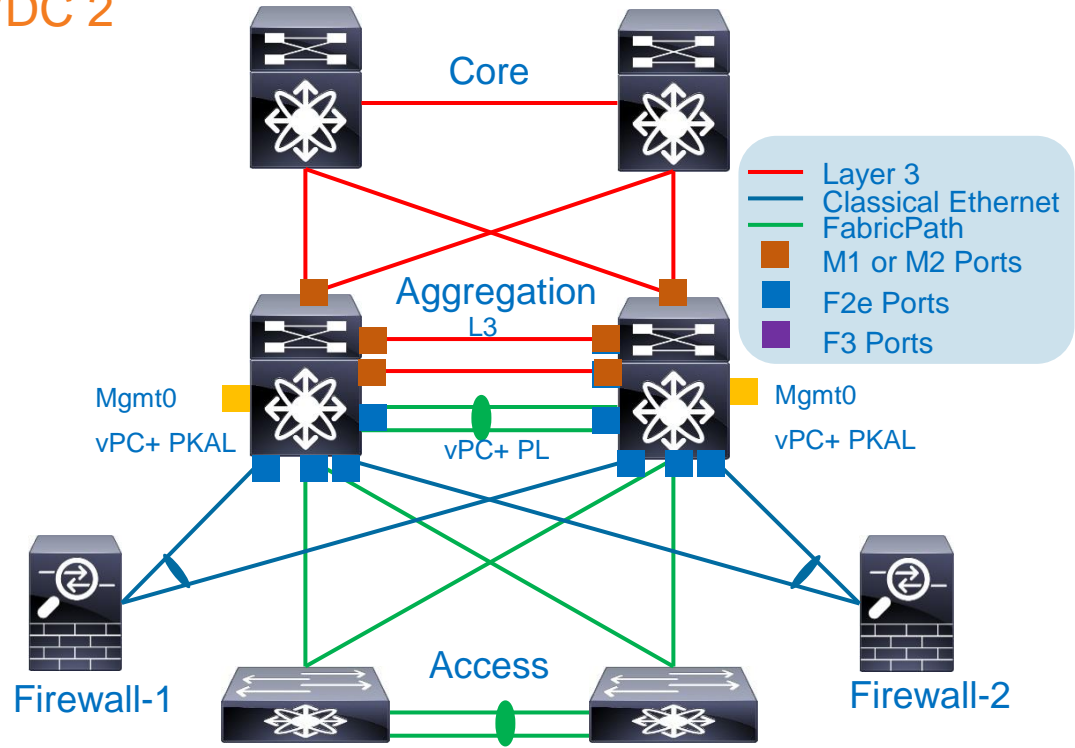 DC 2
Core
Layer 3
Classical Ethernet
FabricPath
M1 or M2 Ports
F2e Ports
F3 Ports
Aggregation
L3
Mgmt0
vPC+ PKAL
vPC+ PL
Mgmt0
vPC+ PKAL
Firewall-1
Access
Firewall-2